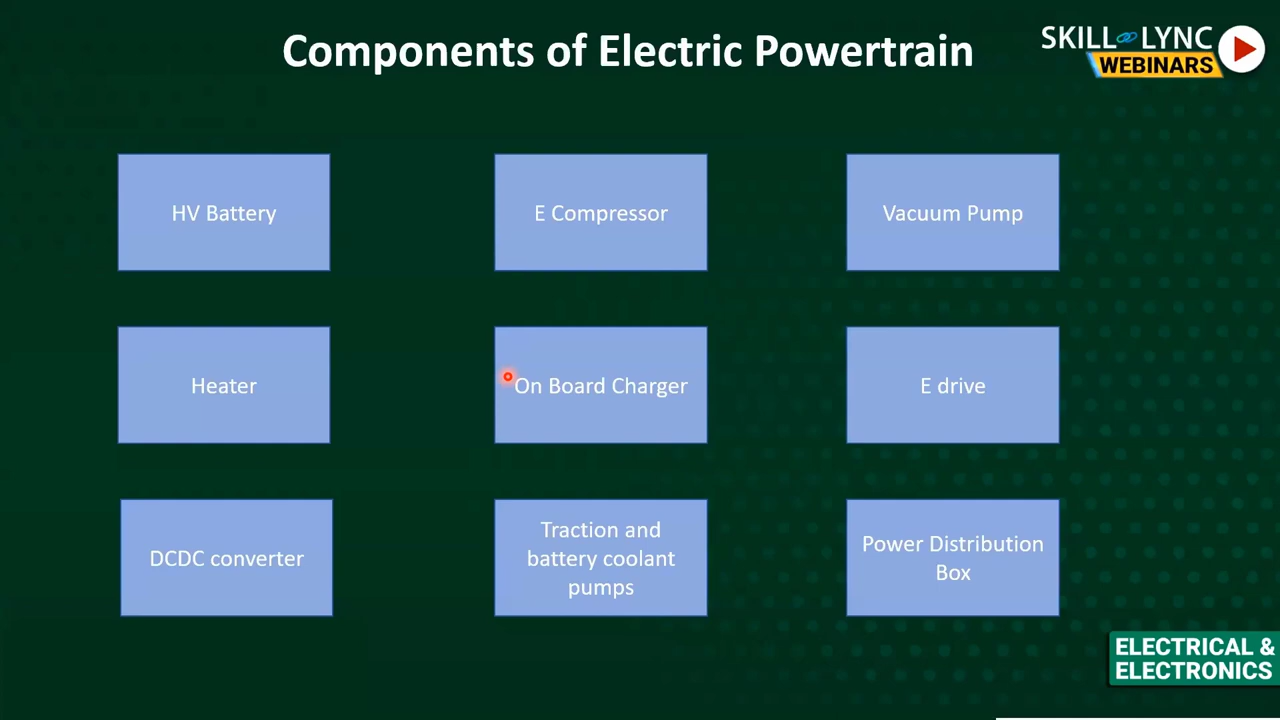 Components of Electric Powertrain
SKILL LYNC
WEBINARS
HV Battery
E Compressor
Vacuum Pump
Heater
On Board Charger
E drive
DCDC converter
Traction and
battery coolant
pumps
Power Distribution
Box
ELECTRICAL &
ELECTRONICS